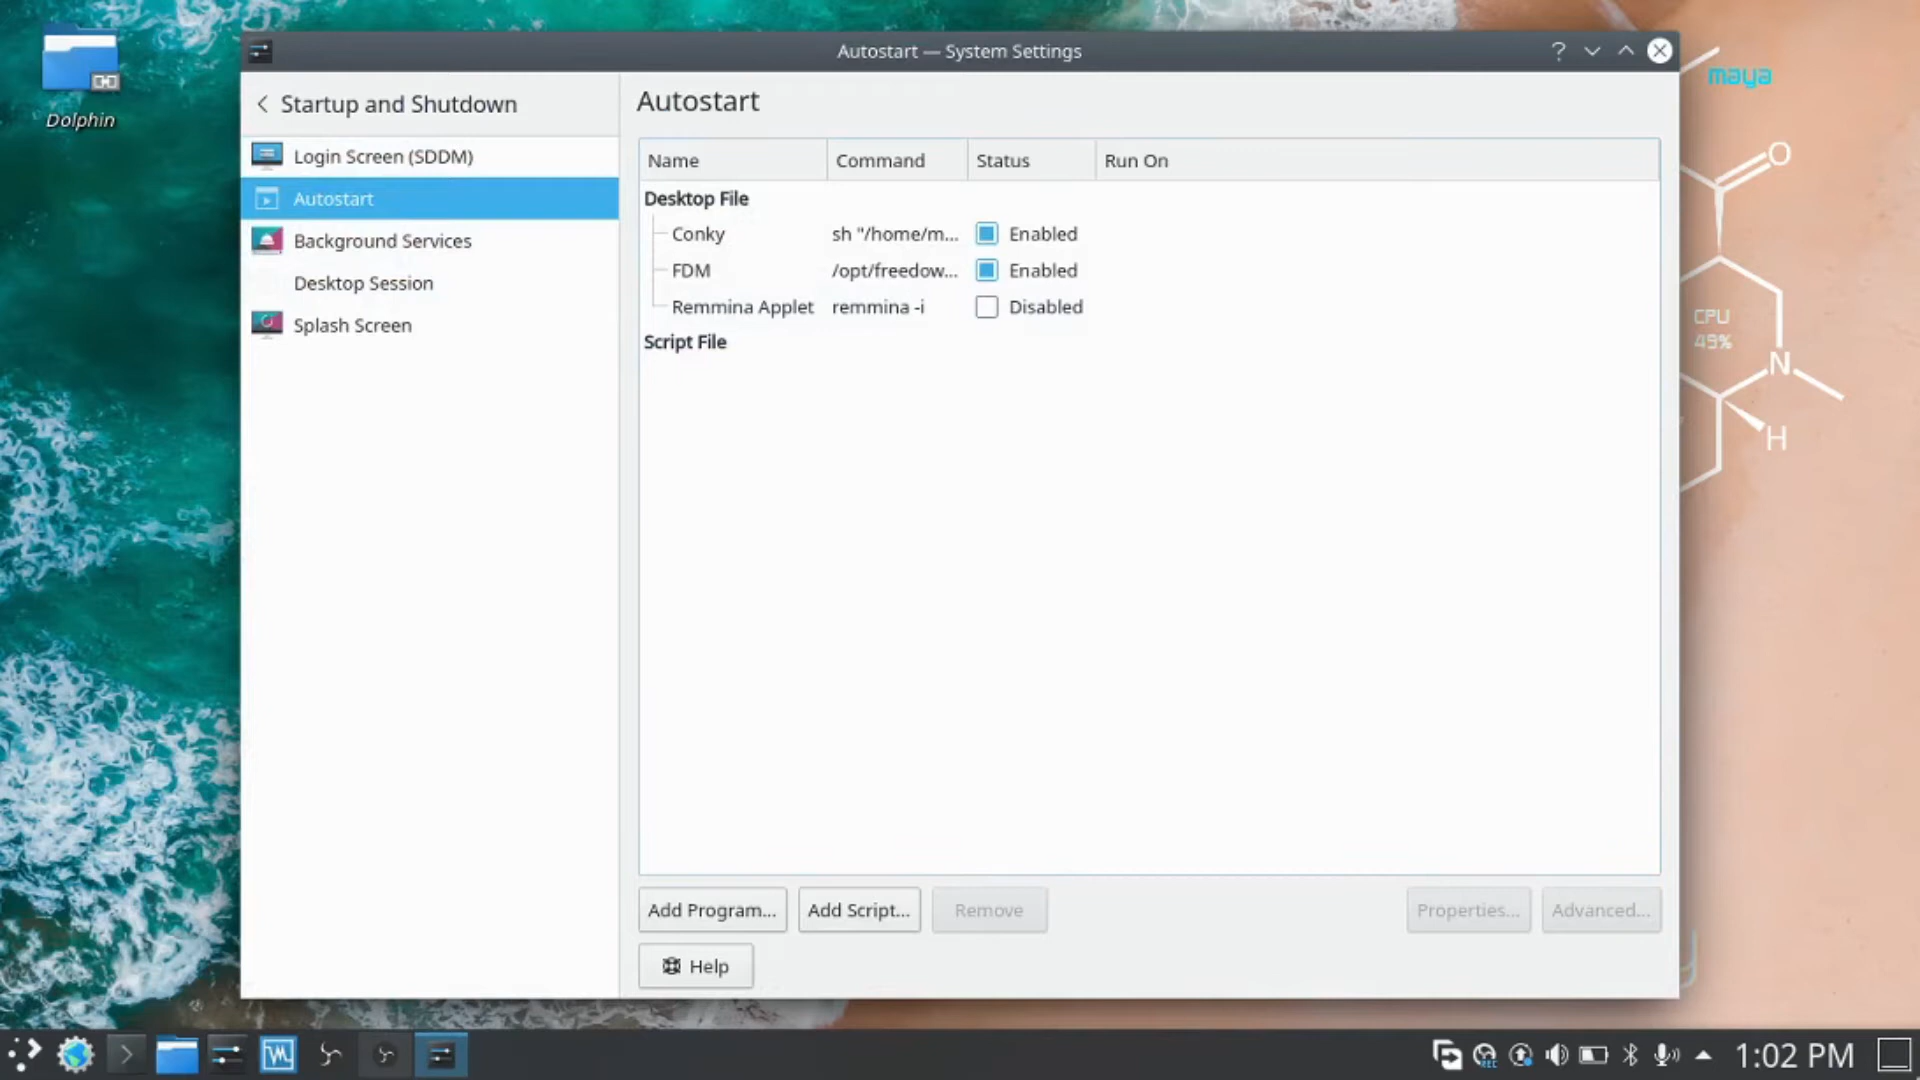 Dolphin
Autostart — System Settings
maya
Startup and Shutdown
Login Screen (SDDM)
Autostart
Background Services
Desktop Session
Splash Screen
Autostart
Name Command Status Run On
Desktop File
Conky sh "/home/m... Enabled
FDM /opt/freedow... Enabled
Remmina Applet remmina -i Disabled
Script File
Add Program... Add Script... Remove Properties... Advanced...
Help
O
CPU
49%
N
H
REC
1:02 PM